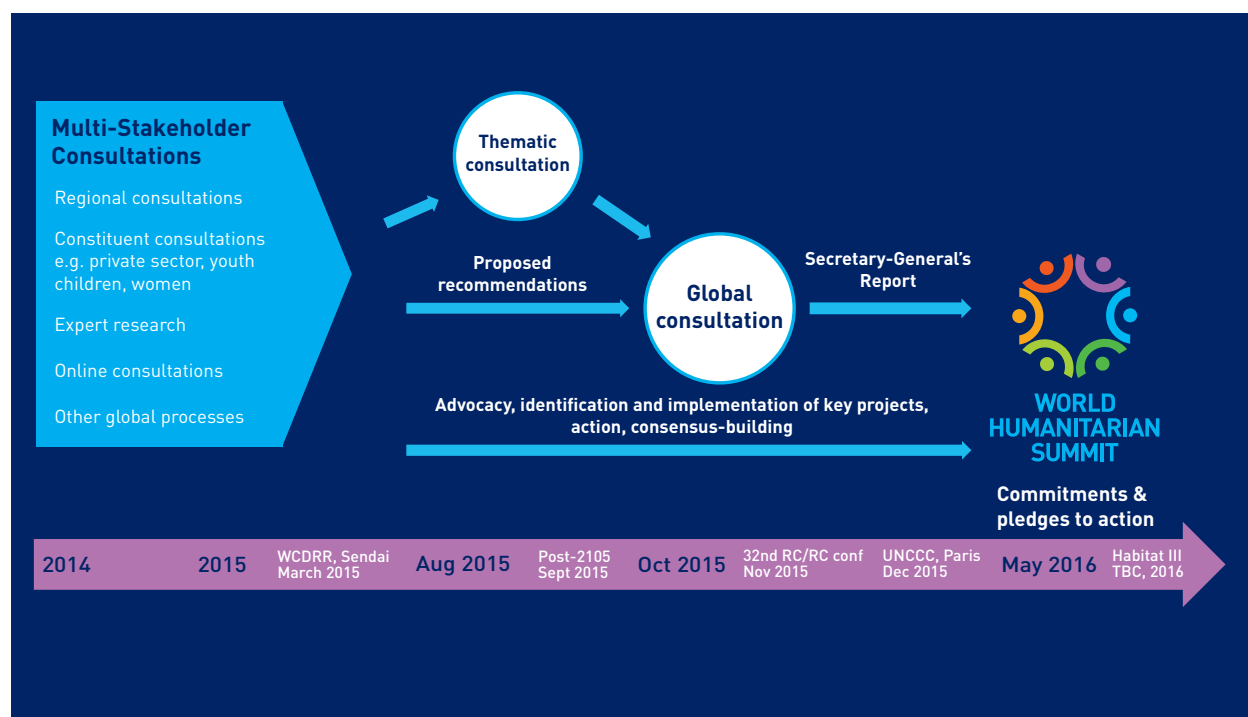 Multi-Stakeholder
Consultations
Regional consultations
Constituent consultations
e.g. private sector, youth
children, women
Expert research
Online consultations
Other global processes
Thematic
consultation
Proposed
recommendations
Global
consultation
Secretary-General's
Report
Advocacy, identification and implementation of key projects,
action, consensus-building
WORLD
HUMANITARIAN
SUMMIT
Commitments &
pledges to action
2014
2015
WCDRR, Sendai
March 2015
Aug 2015
Post-2105
Sept 2015
Oct 2015
32nd RC/RC conf
Nov 2015
UNCCC, Paris
Dec 2015
May 2016
Habitat III
TBC, 2016